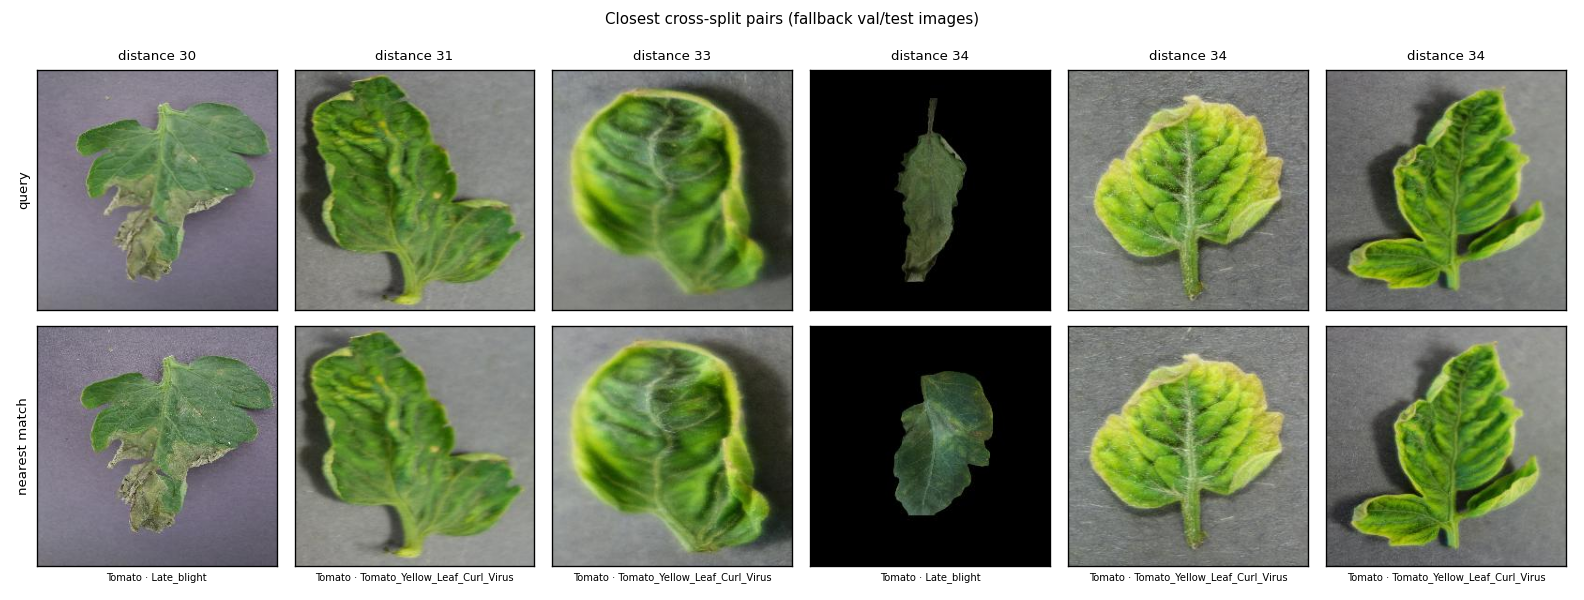 Closest cross-split pairs (fallback val/test images)
distance 30
distance 31
distance 33
distance 34
distance 34
distance 34
query
nearest match
Tomato · Late_blight
Tomato · Tomato_Yellow_Leaf_Curl_Virus
Tomato · Tomato_Yellow_Leaf_Curl_Virus
Tomato · Late_blight
Tomato · Tomato_Yellow_Leaf_Curl_Virus
Tomato · Tomato_Yellow_Leaf_Curl_Virus